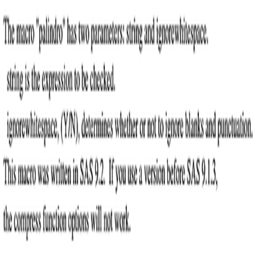 The macro "palindro" has two parameters: string and ignorewhitespace.
string is the expression to be checked.
ignorewhitespace, (Y/N), determines whether or not to ignore blanks and punctuation.
This macro was written in SAS 9.2. If you use a version before SAS 9.1.3,
the compress function options will not work.